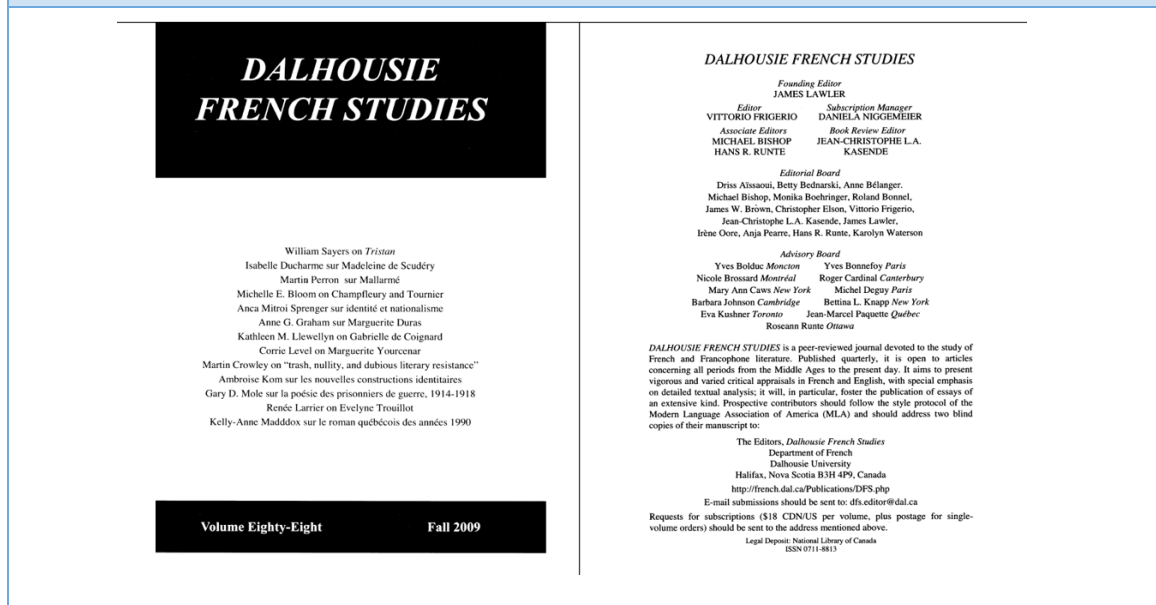 DALHOUSIE
FRENCH STUDIES
William Sayers on Tristan
Isabelle Ducharme sur Madeleine de Scudéry
Martin Perron sur Mallarmé
Michelle E. Bloom on Champfleury and Tournier
Anca Mitroi Sprenger sur identité et nationalisme
Anne G. Graham sur Marguerite Duras
Kathleen M. Llewellyn on Gabrielle de Coignard
Corrie Level on Marguerite Yourcenar
Martin Crowley on “trash, nullity, and dubious literary resistance”
Ambroise Kom sur les nouvelles constructions identitaires
Gary D. Mole sur la poésie des prisonniers de guerre, 1914-1918
Renée Larrier on Evelyne Trouillot
Kelly-Anne Madddox sur le roman québécois des années 1990
Volume Eighty-Eight Fall 2009
DALHOUSIE FRENCH STUDIES
Founding Editor
JAMES LAWLER
Editor Subscription Manager
VITTORIO FRIGERIO DANIELA NIGGEMEIER
Associate Editors Book Review Editor
MICHAEL BISHOP JEAN-CHRISTOPHE L.A.
HANS R. RUNTE KASENDE
Editorial Board
Driss Aïssaoui, Betty Bednarski, Anne Bélanger.
Michael Bishop, Monika Boehringer, Roland Bonnel,
James W. Brown, Christopher Elson, Vittorio Frigerio,
Jean-Christophe L.A. Kasende, James Lawler,
Irène Oore, Anja Pearre, Hans R. Runte, Karolyn Waterson
Advisory Board
Yves Bolduc Moncton Yves Bonnefoy Paris
Nicole Brossard Montréal Roger Cardinal Canterbury
Mary Ann Caws New York Michel Deguy Paris
Barbara Johnson Cambridge Bettina L. Knapp New York
Eva Kushner Toronto Jean-Marcel Paquette Québec
Roseann Runte Ottawa
DALHOUSIE FRENCH STUDIES is a peer-reviewed journal devoted to the study of
French and Francophone literature. Published quarterly, it is open to articles
concerning all periods from the Middle Ages to the present day. It aims to present
vigorous and varied critical appraisals in French and English, with special emphasis
on detailed textual analysis; it will, in particular, foster the publication of essays of
an extensive kind. Prospective contributors should follow the style protocol of the
Modern Language Association of America (MLA) and should address two blind
copies of their manuscript to:
The Editors, Dalhousie French Studies
Department of French
Dalhousie University
Halifax, Nova Scotia B3H 4P9, Canada
http://french.dal.ca/Publications/DFS.php
E-mail submissions should be sent to: dfs.editor@dal.ca
Requests for subscriptions ($18 CDN/US per volume, plus postage for single-
volume orders) should be sent to the address mentioned above.
Legal Deposit: National Library of Canada
ISSN 0711-8813